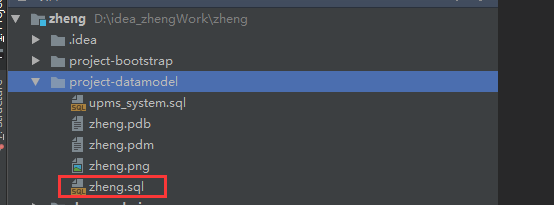 zheng D:\idea_zhengWork\zheng
.idea
project-bootstrap
project-datamodel
upms_system.sql
zheng.pdb
zheng.pdm
zheng.png
zheng.sql